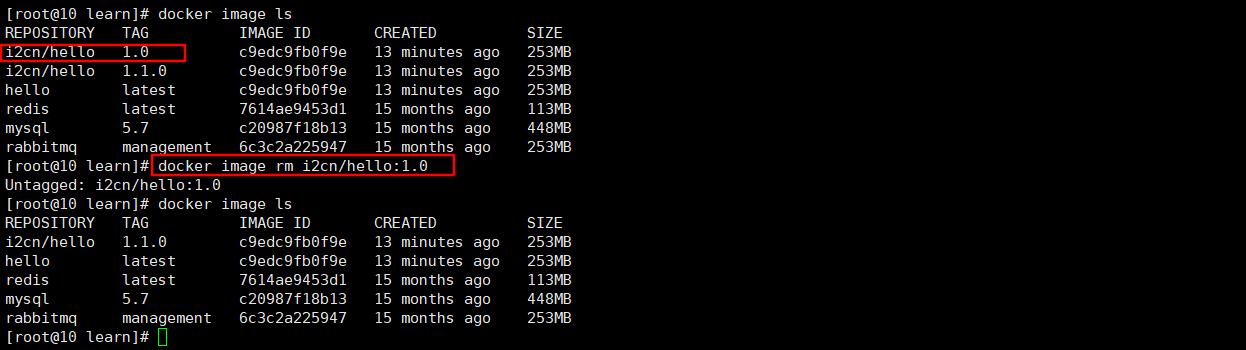 [root@10 learn]# docker image ls
REPOSITORY   TAG          IMAGE ID       CREATED          SIZE
i2cn/hello   1.0          c9edc9fb0f9e   13 minutes ago   253MB
i2cn/hello   1.1.0        c9edc9fb0f9e   13 minutes ago   253MB
hello        latest       c9edc9fb0f9e   13 minutes ago   253MB
redis        latest       7614ae9453d1   15 months ago    113MB
mysql        5.7          c20987f18b13   15 months ago    448MB
rabbitmq     management   6c3c2a225947   15 months ago    253MB
[root@10 learn]# docker image rm i2cn/hello:1.0
Untagged: i2cn/hello:1.0
[root@10 learn]# docker image ls
REPOSITORY   TAG          IMAGE ID       CREATED          SIZE
i2cn/hello   1.1.0        c9edc9fb0f9e   13 minutes ago   253MB
hello        latest       c9edc9fb0f9e   13 minutes ago   253MB
redis        latest       7614ae9453d1   15 months ago    113MB
mysql        5.7          c20987f18b13   15 months ago    448MB
rabbitmq     management   6c3c2a225947   15 months ago    253MB
[root@10 learn]#